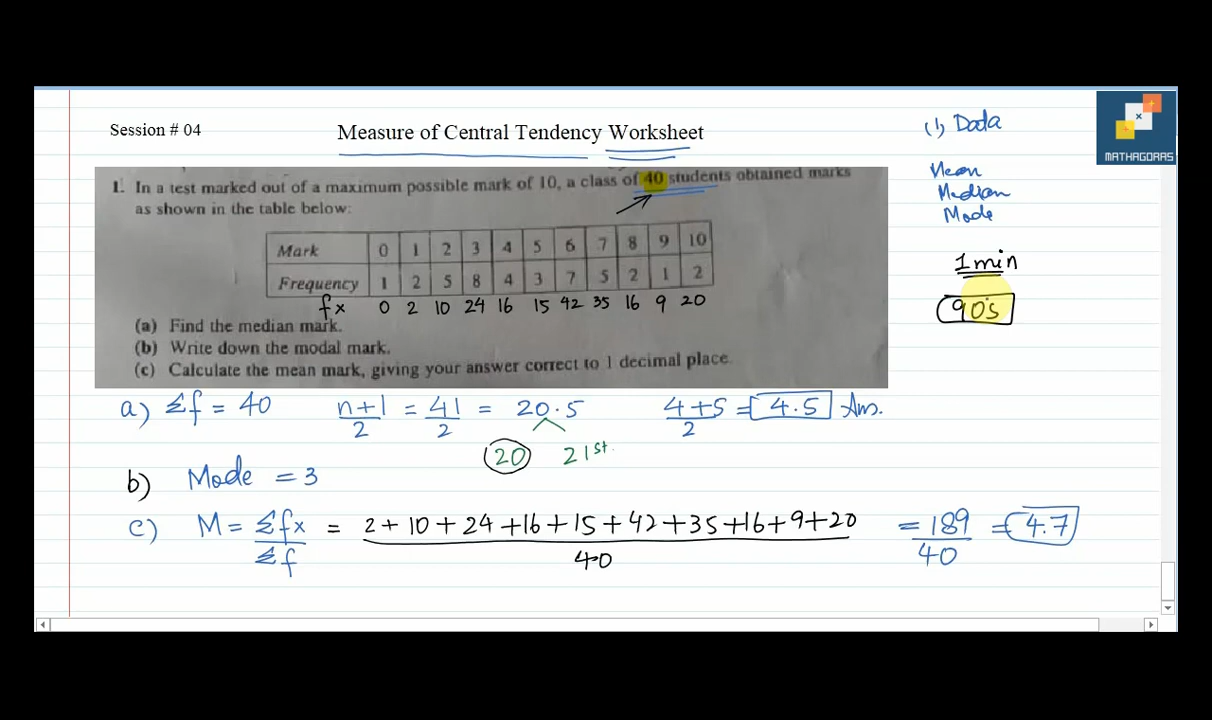 Session # 04
Measure of Central Tendency Worksheet
(1) Data
MATHAGORAS
Mean
Median
Mode
1 min
90's
1. In a test marked out of a maximum possible mark of 10, a class of 40 students obtained marks
as shown in the table below:
Mark 0 1 2 3 4 5 6 7 8 9 10
Frequency 1 2 5 8 4 3 7 5 2 1 2
fx 0 2 10 24 16 15 42 35 16 9 20
(a) Find the median mark.
(b) Write down the modal mark.
(c) Calculate the mean mark, giving your answer correct to 1 decimal place.
a) Σf = 40 n+1/2 = 41/2 = 20.5 4+5/2 = 4.5 Ans.
20 21st.
b) Mode = 3
c) M = Σfx/Σf = 2+10+24+16+15+42+35+16+9+20/40 = 189/40 = 4.7